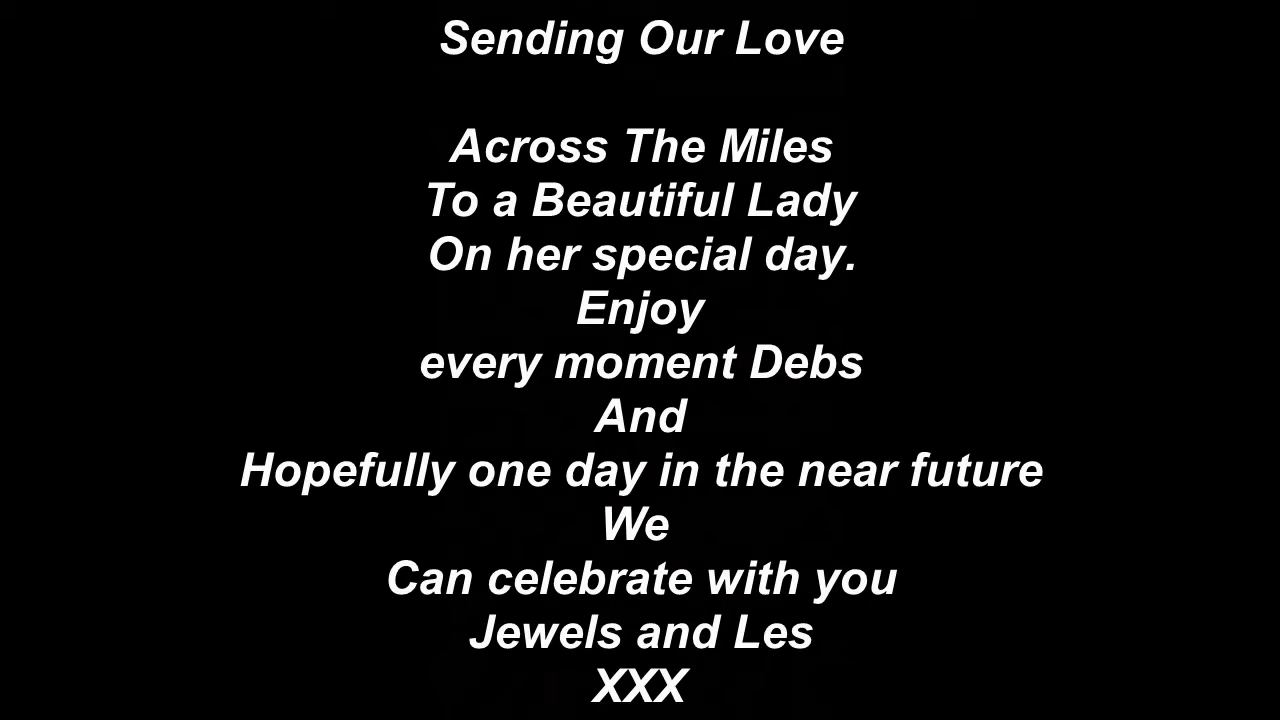 Sending Our Love
Across The Miles
To a Beautiful Lady
On her special day.
Enjoy
every moment Debs
And
Hopefully one day in the near future
We
Can celebrate with you
Jewels and Les
XXX